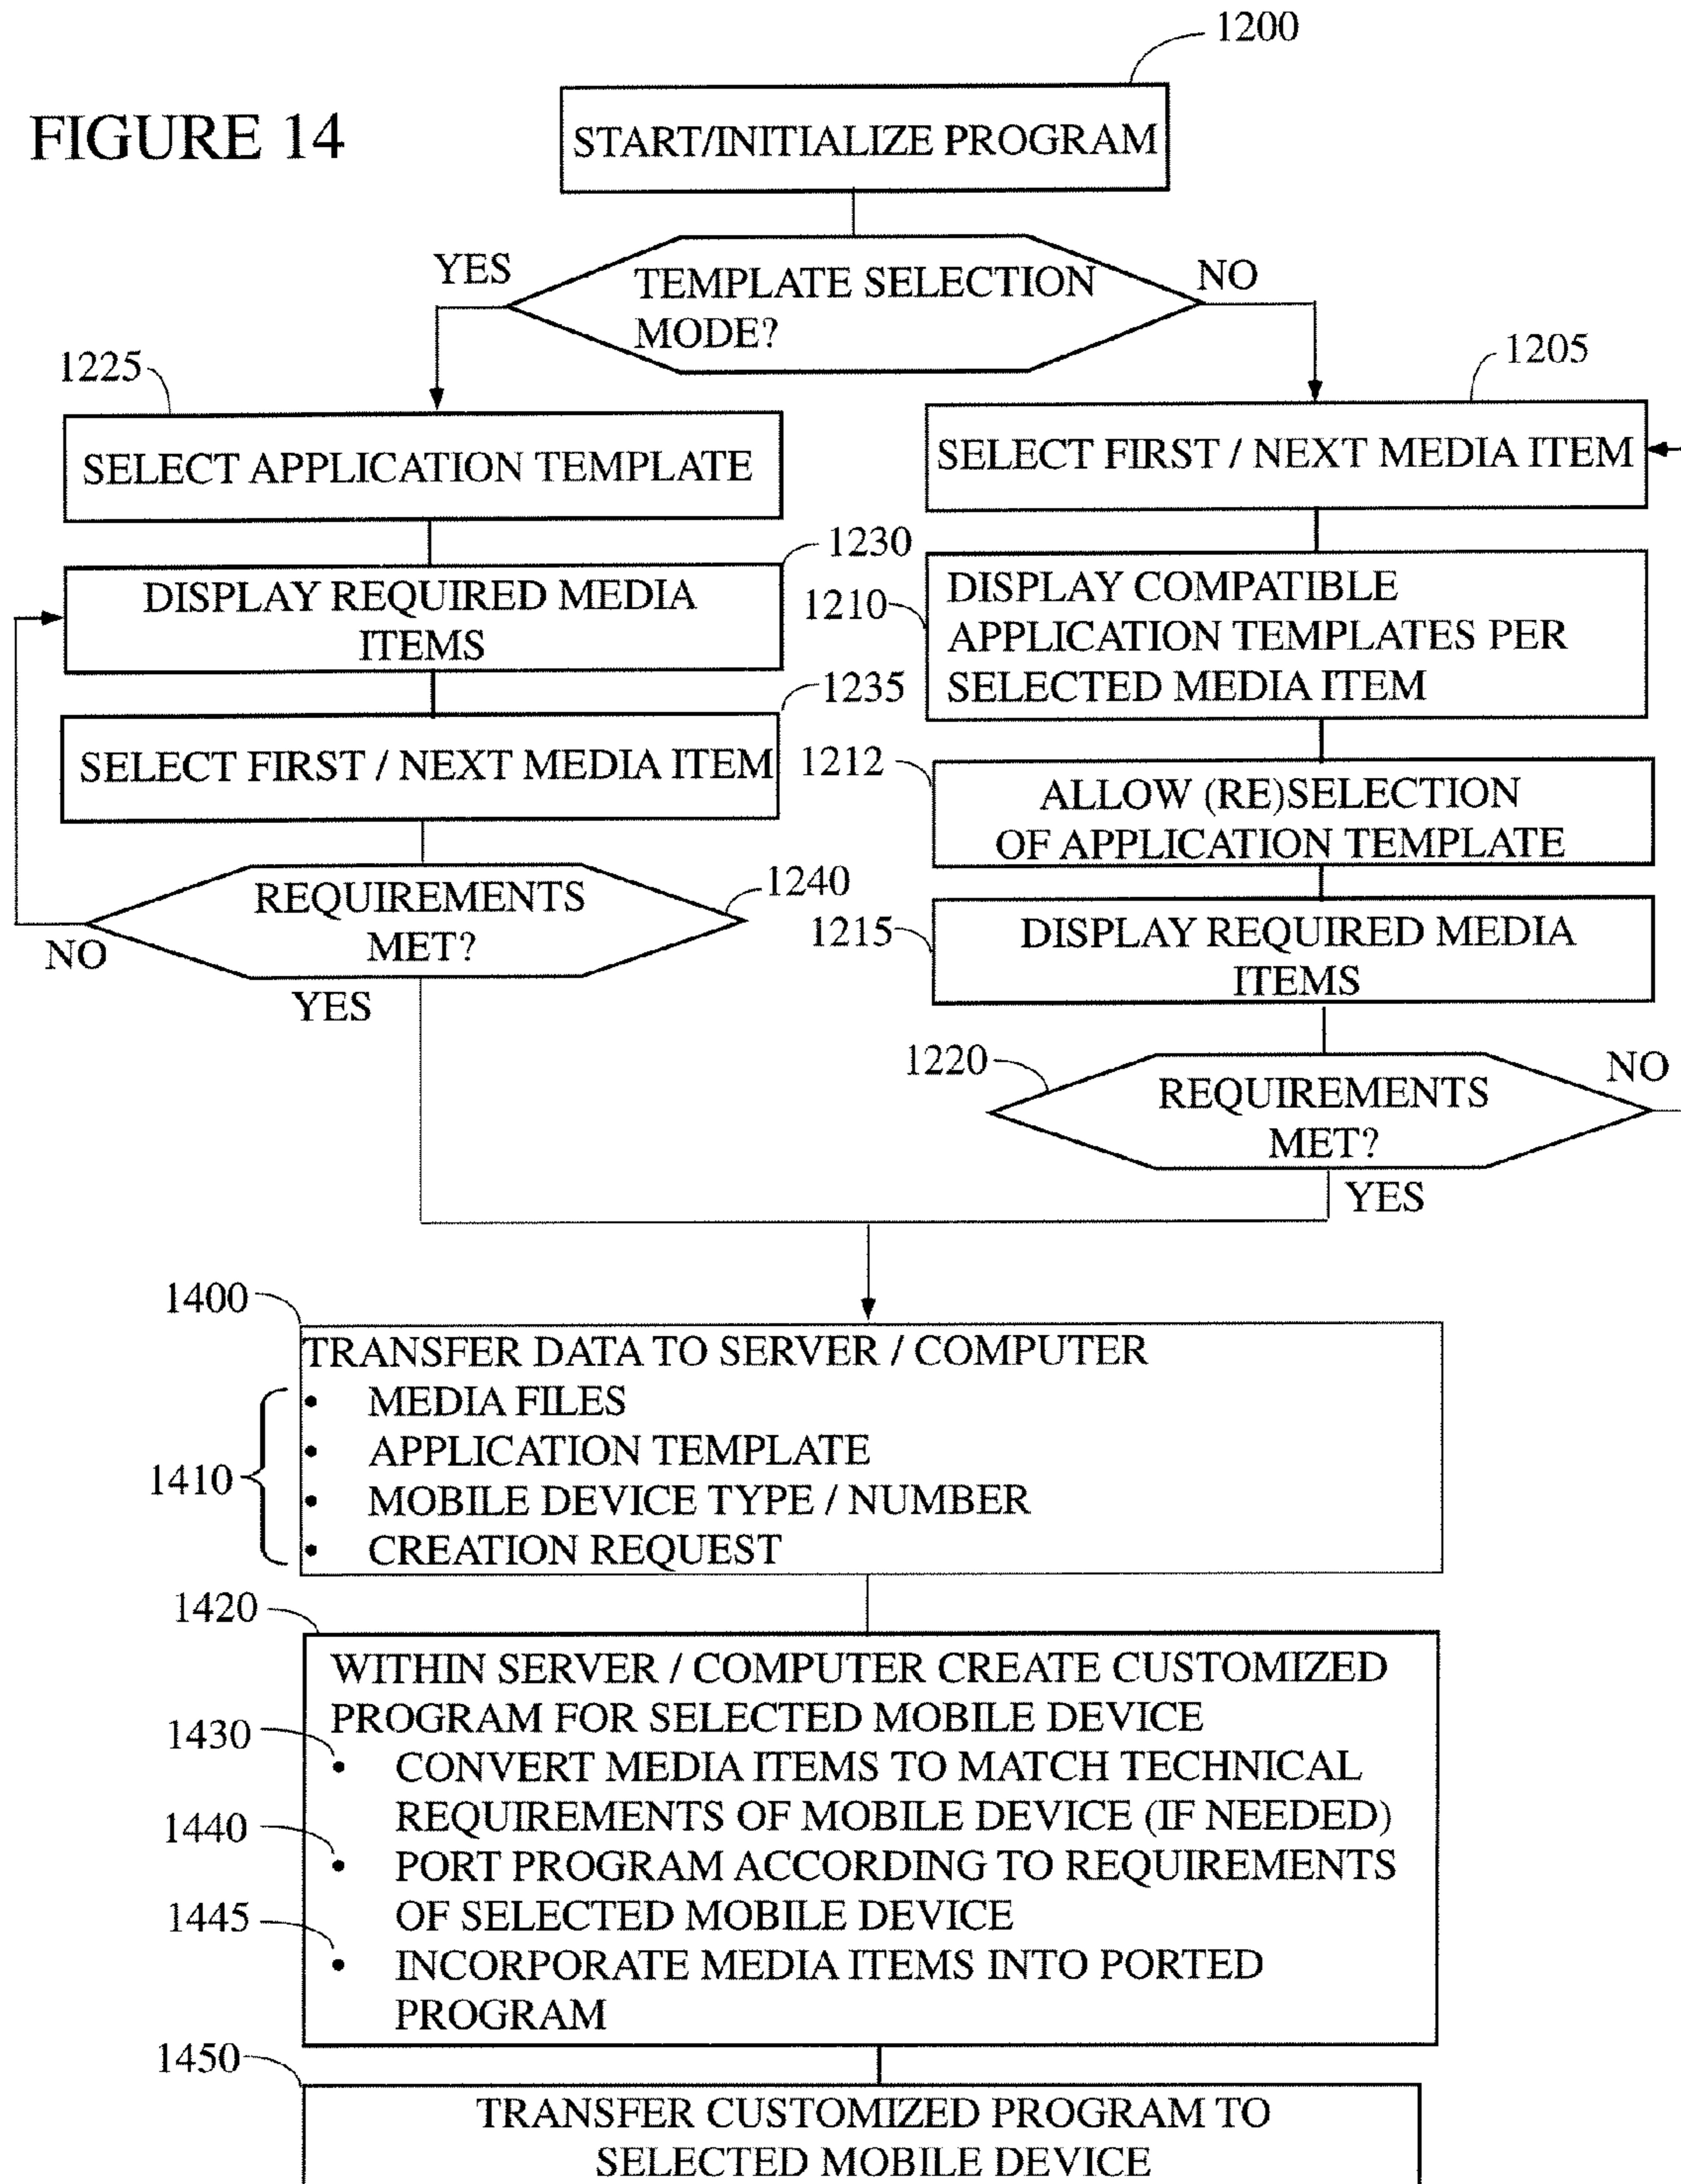 1200
FIGURE 14
START/INITIALIZE PROGRAM
YES
TEMPLATE SELECTION
MODE?
NO
1225
SELECT APPLICATION TEMPLATE
1230
DISPLAY REQUIRED MEDIA
ITEMS
1235
SELECT FIRST / NEXT MEDIA ITEM
REQUIREMENTS
MET?
1240
NO
YES
1205
SELECT FIRST / NEXT MEDIA ITEM
1210
DISPLAY COMPATIBLE
APPLICATION TEMPLATES PER
SELECTED MEDIA ITEM
1212
ALLOW (RE)SELECTION
OF APPLICATION TEMPLATE
1215
DISPLAY REQUIRED MEDIA
ITEMS
1220
REQUIREMENTS
MET?
NO
YES
1400
TRANSFER DATA TO SERVER / COMPUTER
1410
• MEDIA FILES
• APPLICATION TEMPLATE
• MOBILE DEVICE TYPE / NUMBER
• CREATION REQUEST
1420
WITHIN SERVER / COMPUTER CREATE CUSTOMIZED
PROGRAM FOR SELECTED MOBILE DEVICE
1430
• CONVERT MEDIA ITEMS TO MATCH TECHNICAL
REQUIREMENTS OF MOBILE DEVICE (IF NEEDED)
1440
• PORT PROGRAM ACCORDING TO REQUIREMENTS
OF SELECTED MOBILE DEVICE
1445
• INCORPORATE MEDIA ITEMS INTO PORTED
PROGRAM
1450
TRANSFER CUSTOMIZED PROGRAM TO
SELECTED MOBILE DEVICE